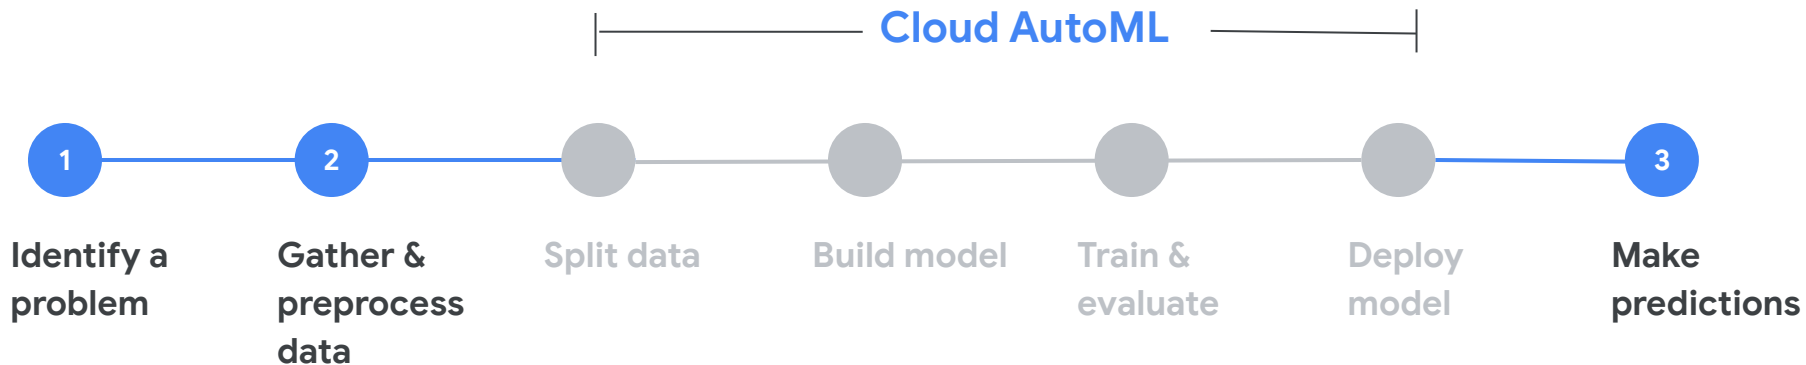 Cloud AutoML
1
2
3
Identify a
problem
Gather &
preprocess
data
Split data
Build model
Train &
evaluate
Deploy
model
Make
predictions